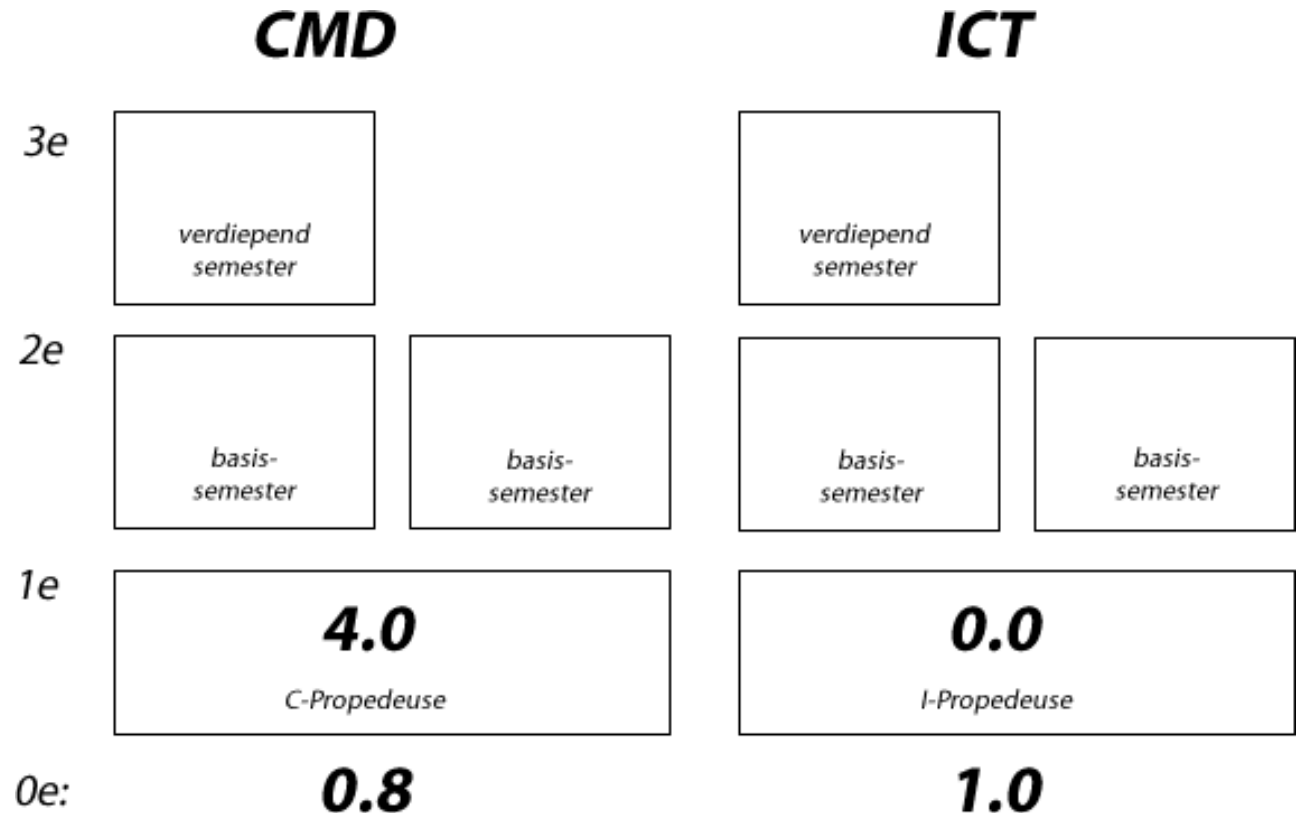 CMD ICT
3e
verdiepend verdiepend
semester semester
2e
basis- basis- basis- basis-
semester semester semester semester
1e
4.0 0.0
C-Propedeuse I-Propedeuse
0e: 0.8 1.0